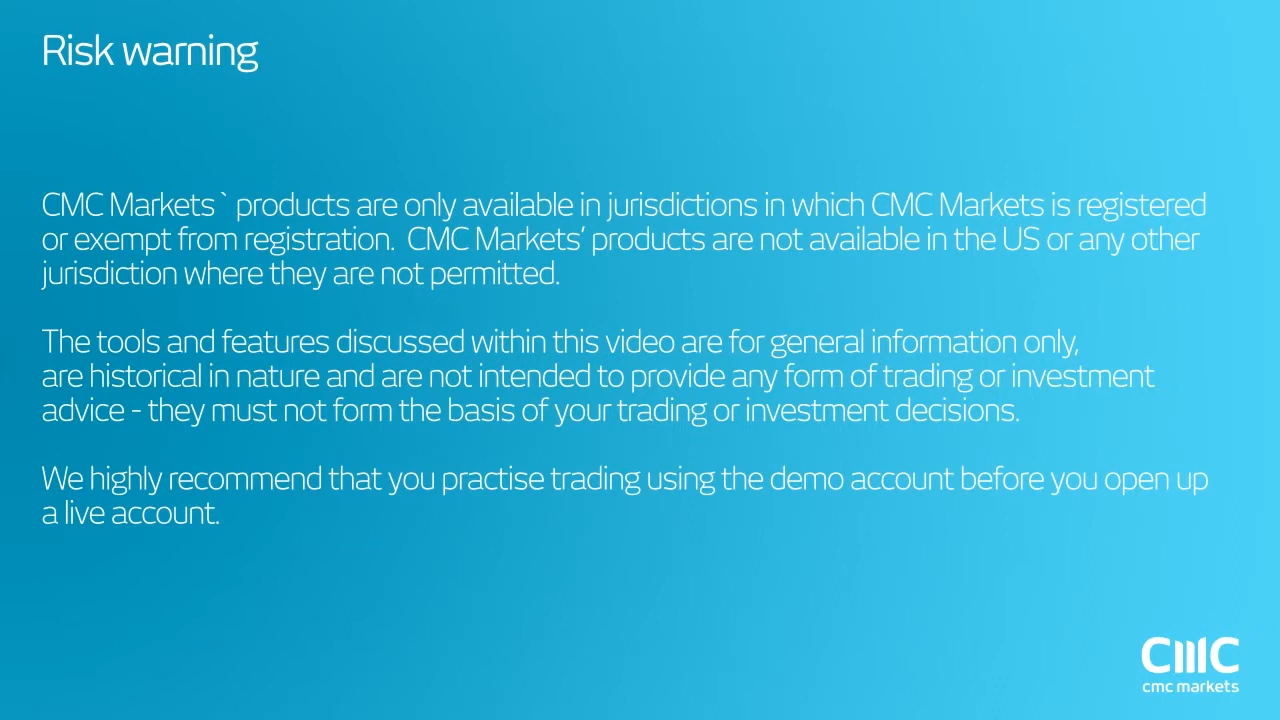 Risk warning
CMC Markets` products are only available in jurisdictions in which CMC Markets is registered
or exempt from registration.  CMC Markets’ products are not available in the US or any other
jurisdiction where they are not permitted.
The tools and features discussed within this video are for general information only,
are historical in nature and are not intended to provide any form of trading or investment
advice - they must not form the basis of your trading or investment decisions.
We highly recommend that you practise trading using the demo account before you open up
a live account.
CMC
cmc markets